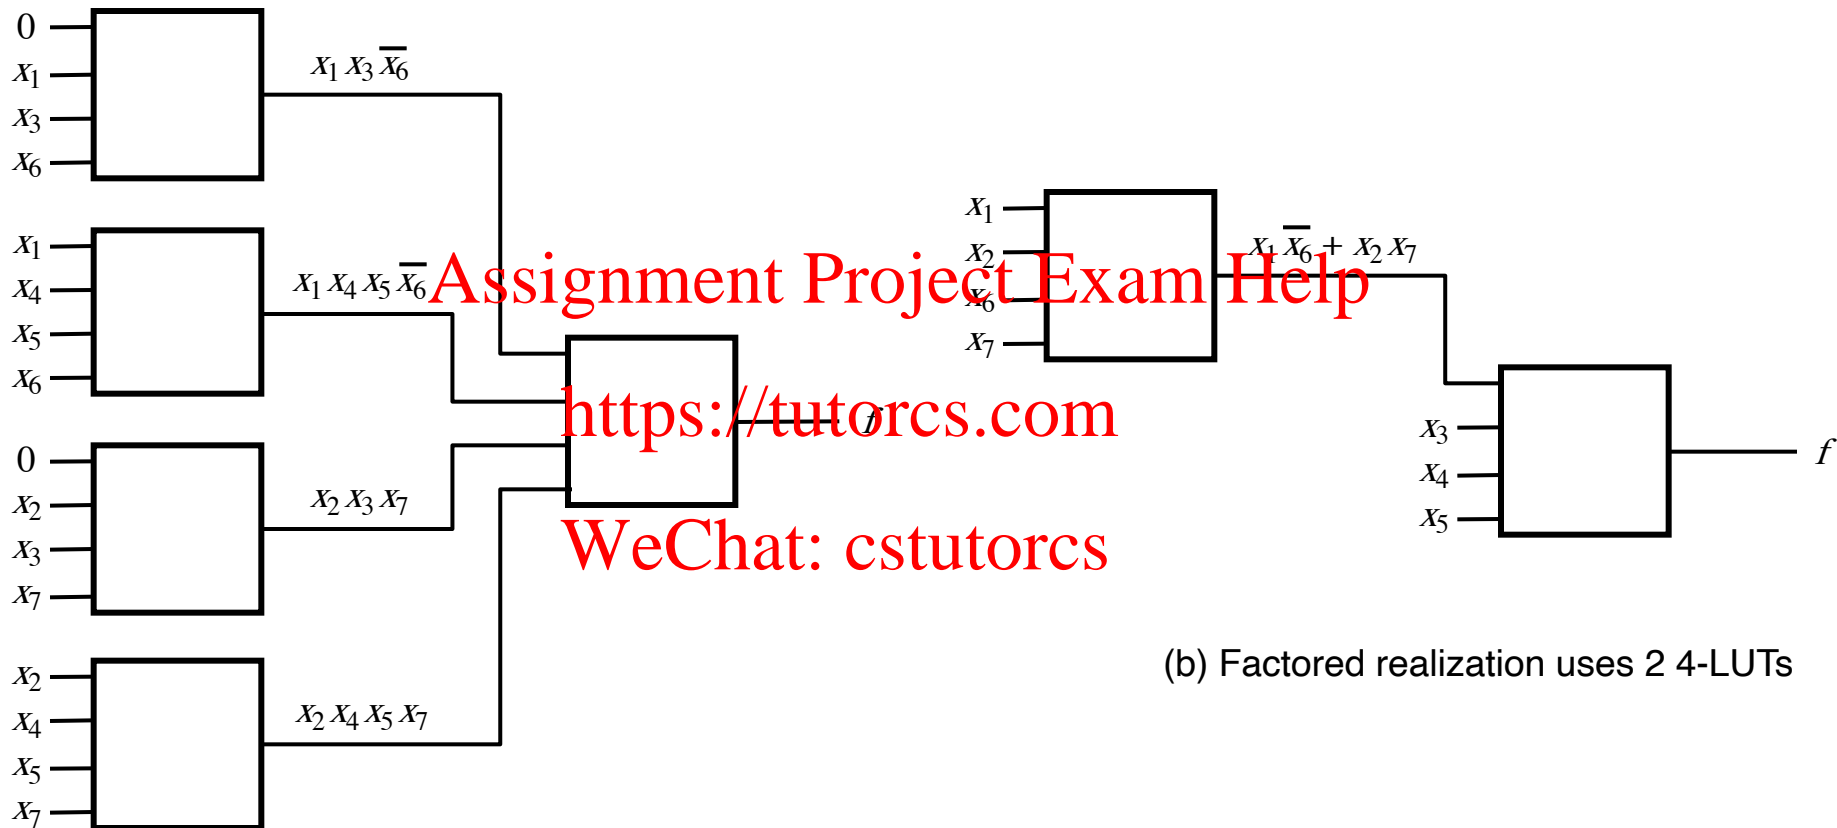 0
x₁
x₃
x₆
x₁ x₃ x̅₆
x₁
x₄
x₅
x₆
x₁ x₄ x₅ x̅₆
0
x₂
x₃
x₇
x₂ x₃ x₇
x₂
x₄
x₅
x₇
x₂ x₄ x₅ x₇
f
x₁
x₂
x₆
x₇
x₁ x̅₆ + x₂ x₇
x₃
x₄
x₅
f
Assignment Project Exam Help
https://tutorcs.com
WeChat: cstutorcs
(b) Factored realization uses 2 4-LUTs